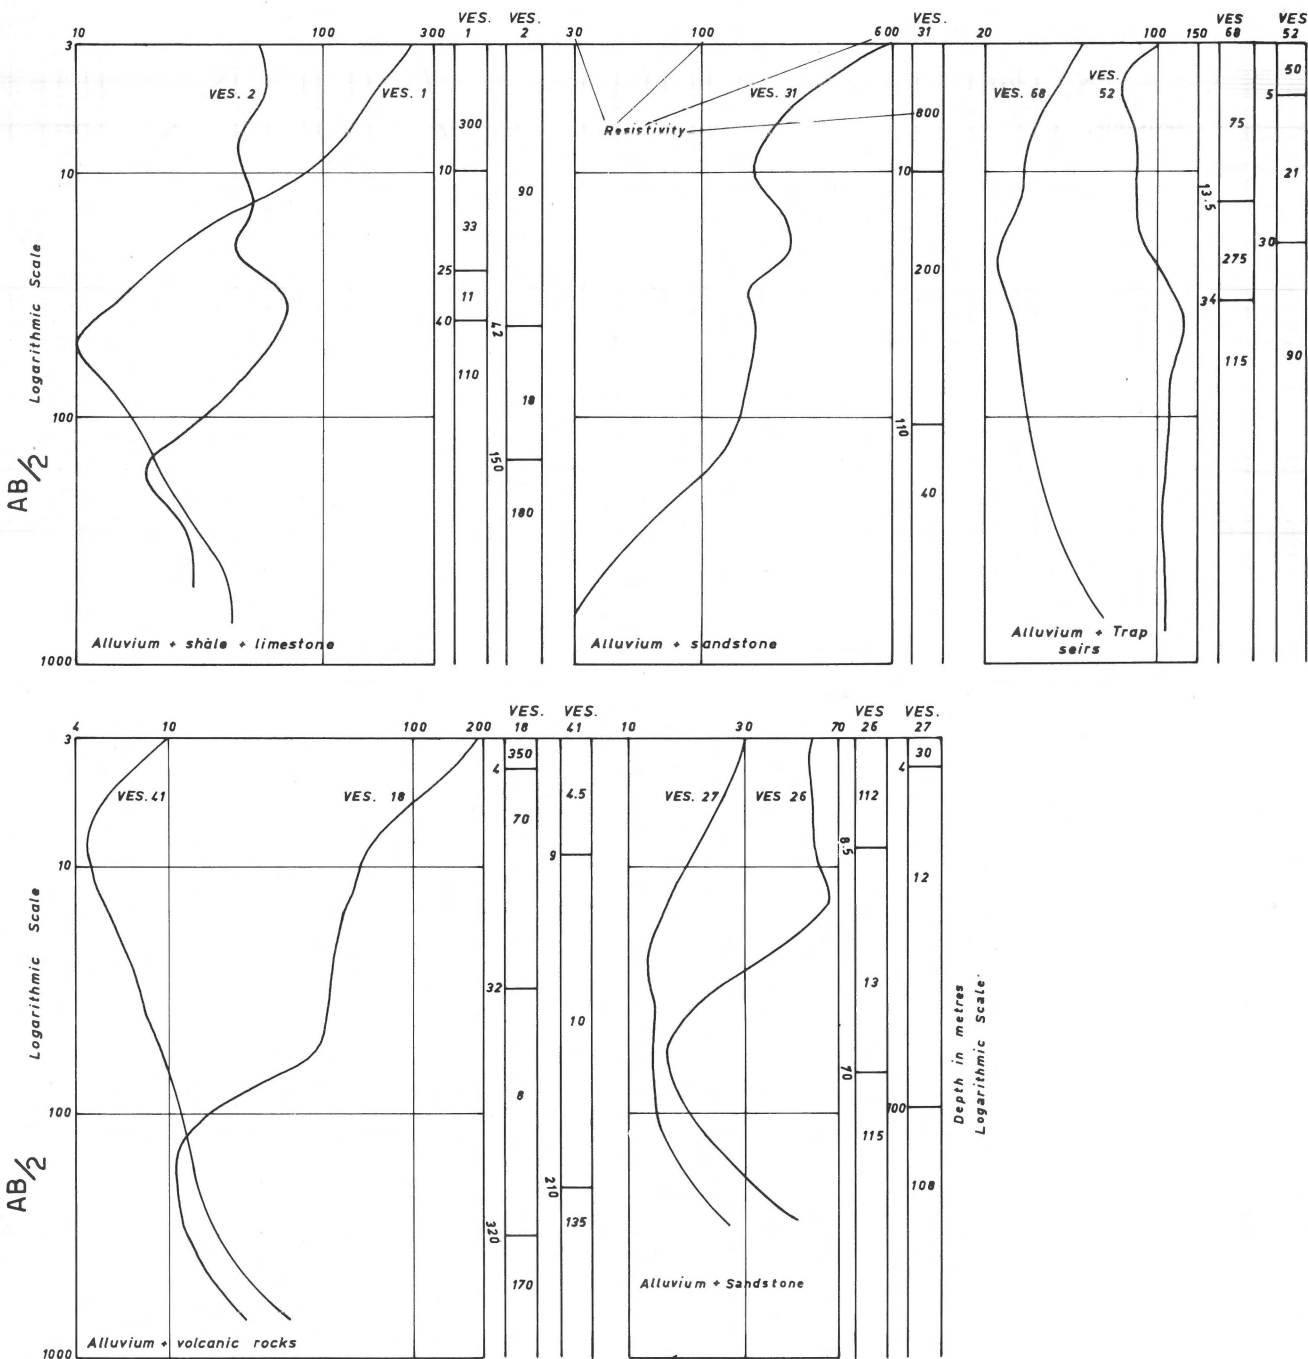 VES. VES. VES. VES VES
1 2 31 68 52
10 100 300
30 100 600
20 100 150
3
VES. 2 VES. 1
10
Logarithmic Scale
AB/2
100
1000
Alluvium + shale + limestone
300
10
33
25
11
40
110
90
42
18
150
180
VES. 31
Resistivity
Alluvium + sandstone
800
10
200
110
40
VES. 68
VES.
52
Alluvium + Trap
seirs
75
13.5
275
34
115
50
5
21
30
90
VES. VES. VES VES.
18 41 26 27
4 10 100 200
10 30 70
3
VES. 41 VES. 18
10
Logarithmic Scale
AB/2
100
1000
Alluvium + volcanic rocks
350
4
70
32
8
320
170
4.5
9
10
210
135
VES. 27 VES 26
Alluvium + Sandstone
112
8.5
13
70
115
30
4
12
100
108
Depth in metres
Logarithmic Scale